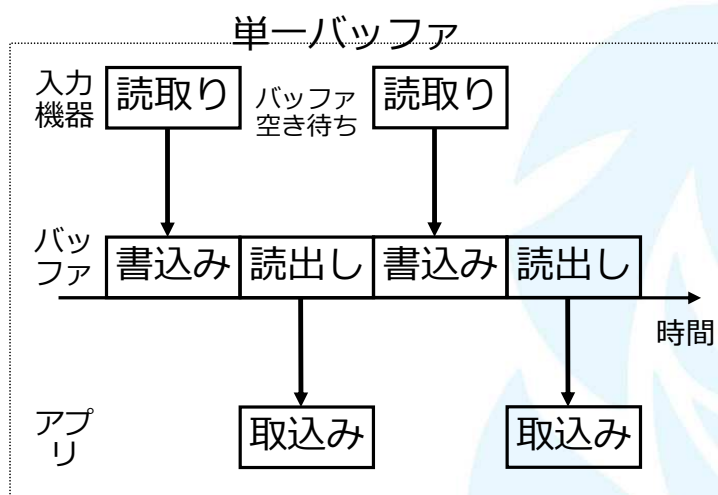 単一バッファ
入力
機器
読取り
バッファ
空き待ち
読取り
バッ
ファ
書込み
読出し
書込み
読出し
時間
アプ
リ
取込み
取込み